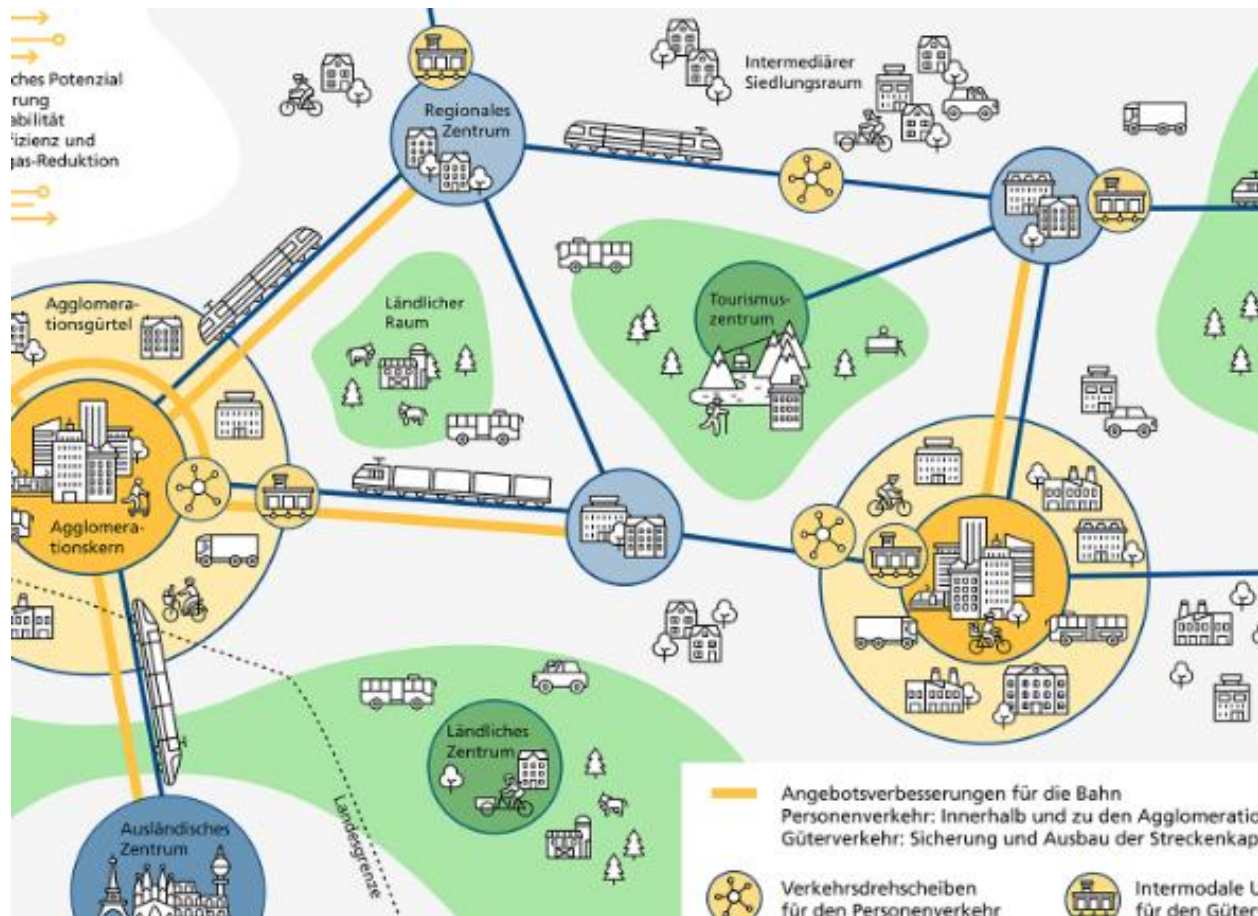 ches Potenzial
rung
abilität
fizienz und
gas-Reduktion
Regionales
Zentrum
Intermediärer
Siedlungsraum
Agglomera-
tionsgürtel
Ländlicher
Raum
Tourismus-
zentrum
Agglomera-
tionskern
Ländliches
Zentrum
Landesgrenze
Ausländisches
Zentrum
Angebotsverbesserungen für die Bahn
Personenverkehr: Innerhalb und zu den Agglomeratio
Güterverkehr: Sicherung und Ausbau der Streckenkap
Verkehrsdrehscheiben
für den Personenverkehr
Intermodale U
für den Güter